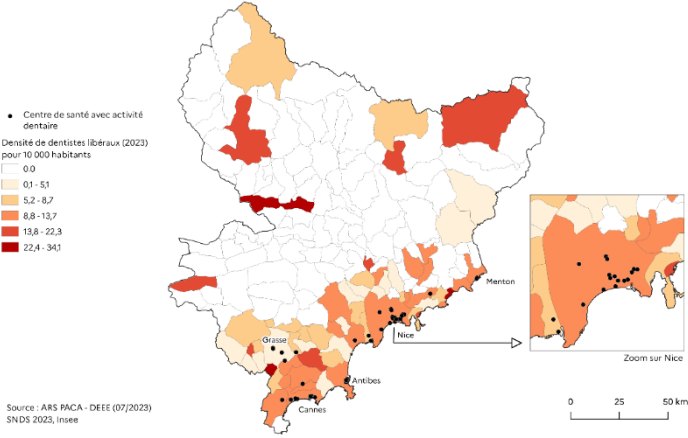 Centre de santé avec activité
dentaire
Densité de dentistes libéraux (2023)
pour 10 000 habitants
0.0
0,1 - 5,1
5,2 - 8,7
8,8 - 13,7
13,8 - 22,3
22,4 - 34,1
Menton
Nice
Grasse
Antibes
Cannes
Zoom sur Nice
Source : ARS PACA - DEEE (07/2023)
SNDS 2023, Insee
0 25 50 km